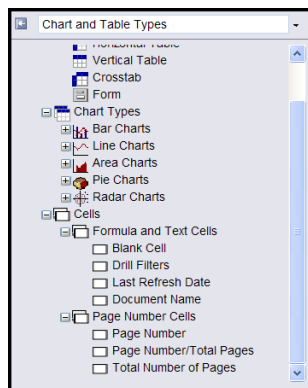 Chart and Table Types
Horizontal Table
Vertical Table
Crosstab
Form
Chart Types
Bar Charts
Line Charts
Area Charts
Pie Charts
Radar Charts
Cells
Formula and Text Cells
Blank Cell
Drill Filters
Last Refresh Date
Document Name
Page Number Cells
Page Number
Page Number/Total Pages
Total Number of Pages